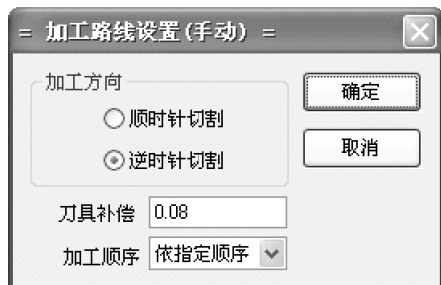 = 加工路线设置(手动) =
加工方向
顺时针切割
逆时针切割
确定
取消
刀具补偿 0.08
加工顺序 依指定顺序